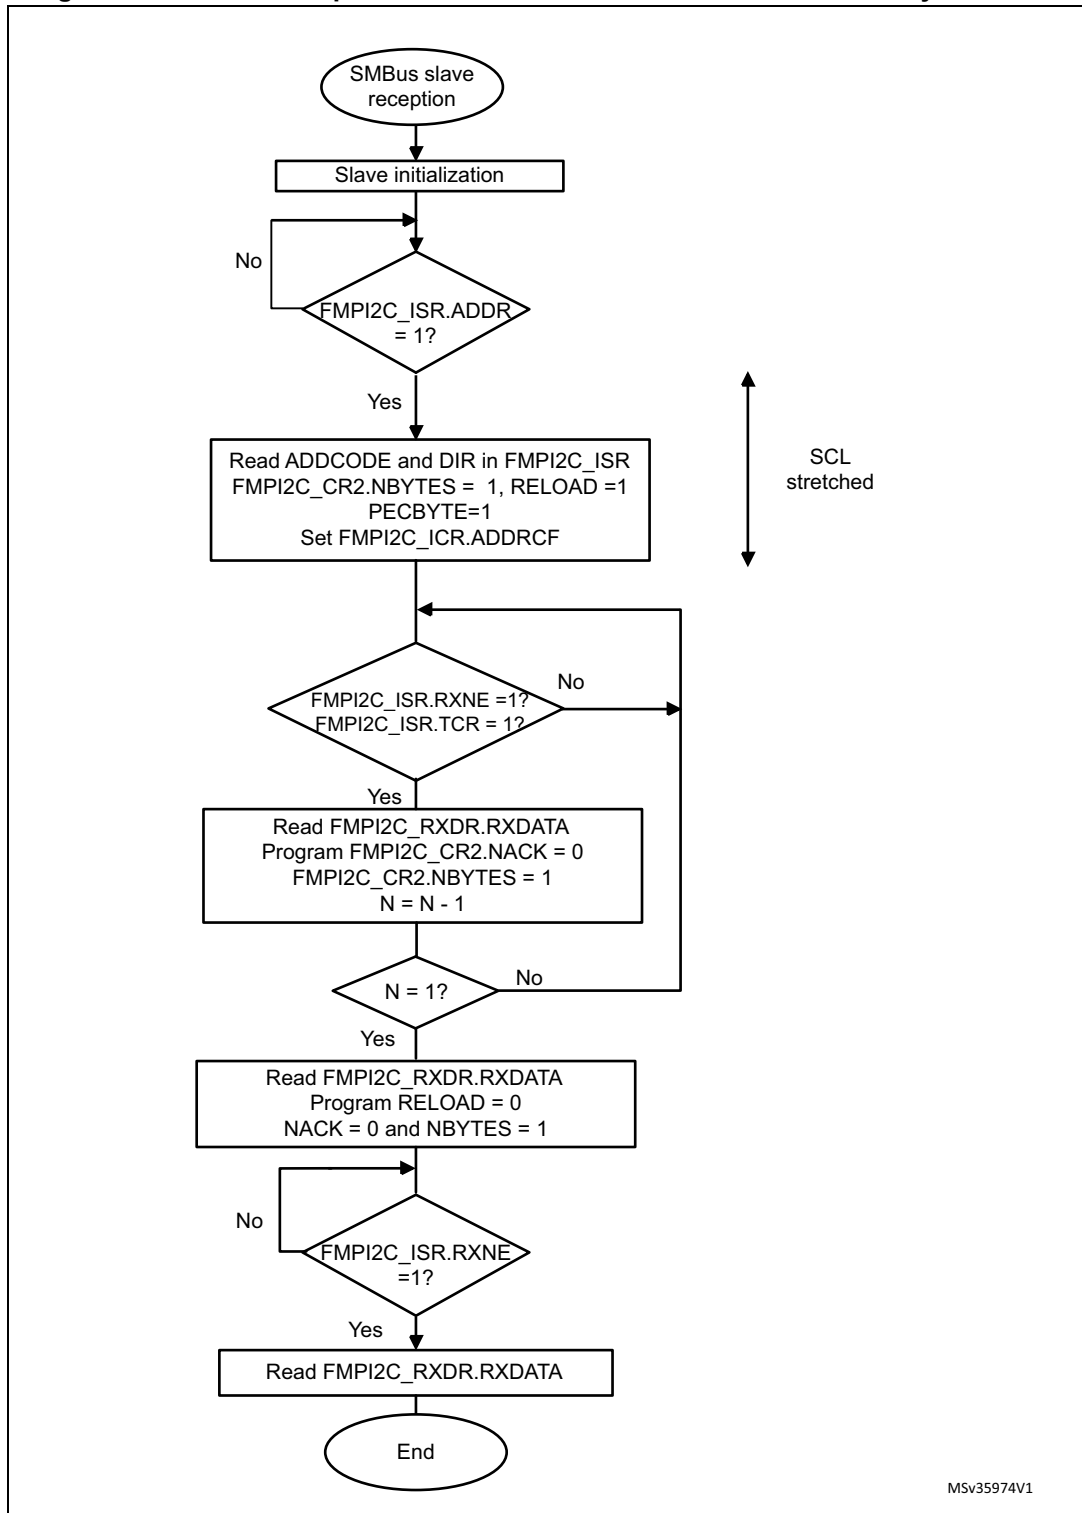 SMBus slave
reception
Slave initialization
No
FMPI2C_ISR.ADDR
= 1?
Yes
SCL
stretched
Read ADDCODE and DIR in FMPI2C_ISR
FMPI2C_CR2.NBYTES = 1, RELOAD =1
PECBYTE=1
Set FMPI2C_ICR.ADDRCF
No
FMPI2C_ISR.RXNE =1?
FMPI2C_ISR.TCR = 1?
Yes
Read FMPI2C_RXDR.RXDATA
Program FMPI2C_CR2.NACK = 0
FMPI2C_CR2.NBYTES = 1
N = N - 1
N = 1?
No
Yes
Read FMPI2C_RXDR.RXDATA
Program RELOAD = 0
NACK = 0 and NBYTES = 1
No
FMPI2C_ISR.RXNE
=1?
Yes
Read FMPI2C_RXDR.RXDATA
End
MSv35974V1